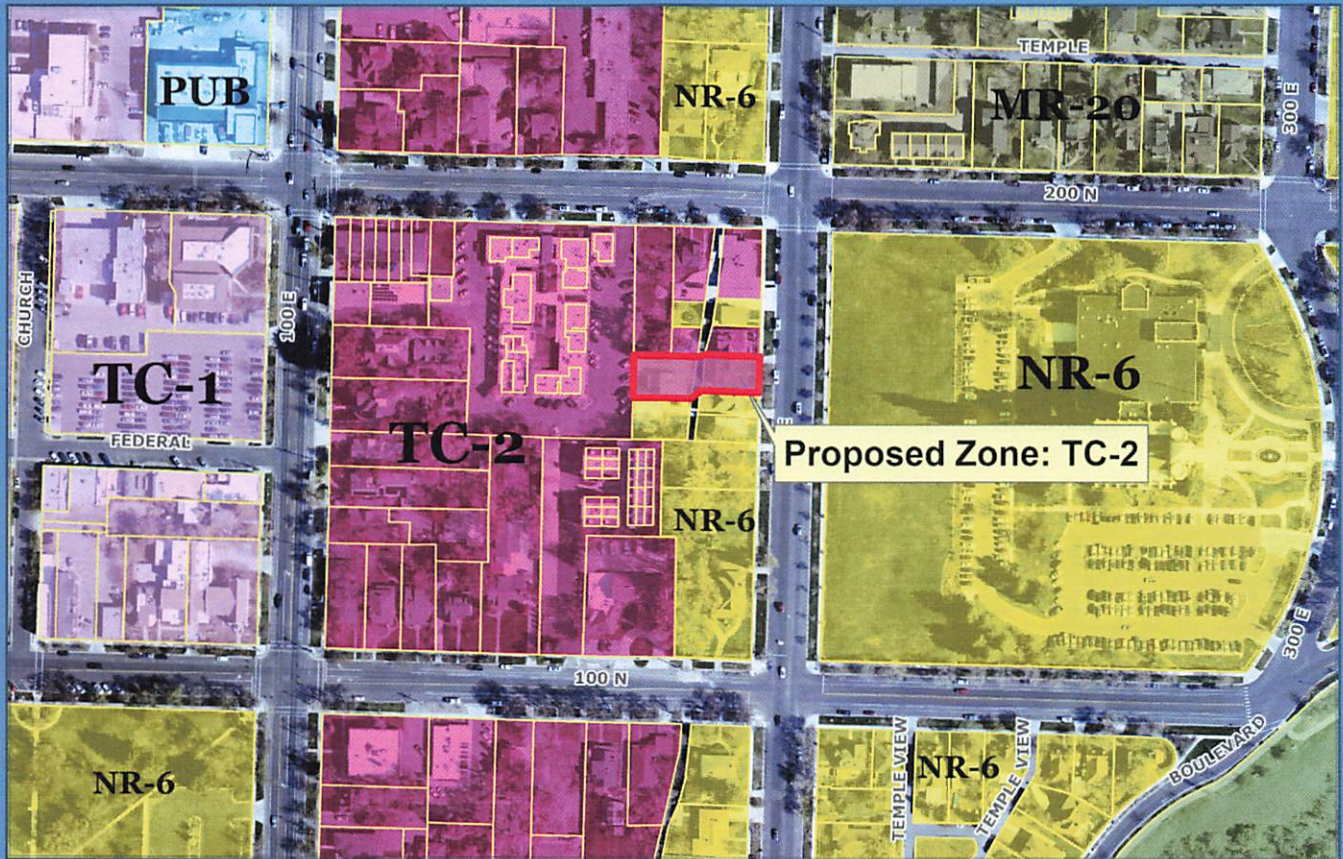 PUB
NR-6
TEMPLE
MR-20
300 E
200 N
CHURCH
100 E
TC-1
FEDERAL
TC-2
NR-6
Proposed Zone: TC-2
NR-6
300 E
100 N
NR-6
TEMPLE VIEW
NR-6
TEMPLE VIEW
BOULEVARD